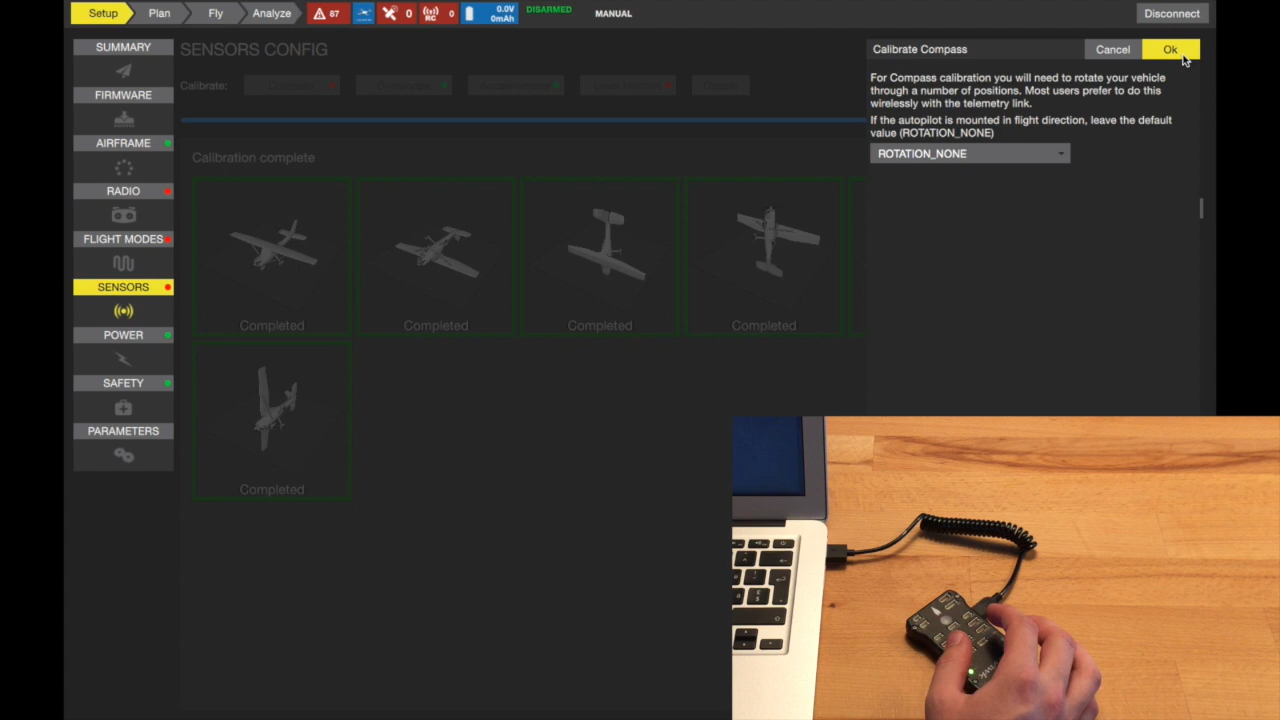 Setup
Plan
Fly
Analyze
87
0
RC
0
0.0V
0mAh
DISARMED
MANUAL
Disconnect
SUMMARY
FIRMWARE
AIRFRAME
RADIO
FLIGHT MODES
SENSORS
POWER
SAFETY
PARAMETERS
SENSORS CONFIG
Calibrate:
Calibration complete
Completed
Completed
Completed
Completed
Completed
Calibrate Compass
Cancel
Ok
For Compass calibration you will need to rotate your vehicle
through a number of positions. Most users prefer to do this
wirelessly with the telemetry link.
If the autopilot is mounted in flight direction, leave the default
value (ROTATION_NONE)
ROTATION_NONE